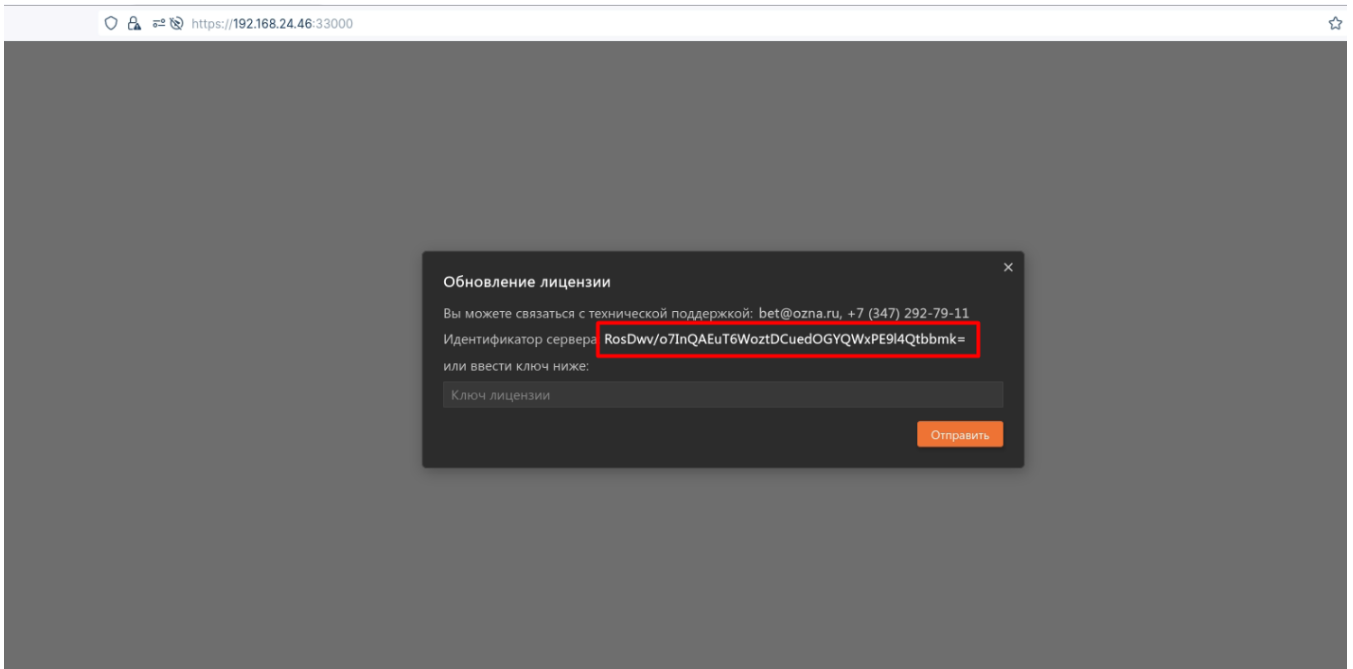 https://192.168.24.46:33000
Обновление лицензии
Вы можете связаться с технической поддержкой: bet@ozna.ru, +7 (347) 292-79-11
Идентификатор сервера RosDwv/o7InQAEuT6WoztDCuedOGYQWxPE9l4Qtbbmk=
или ввести ключ ниже:
Ключ лицензии
Отправить